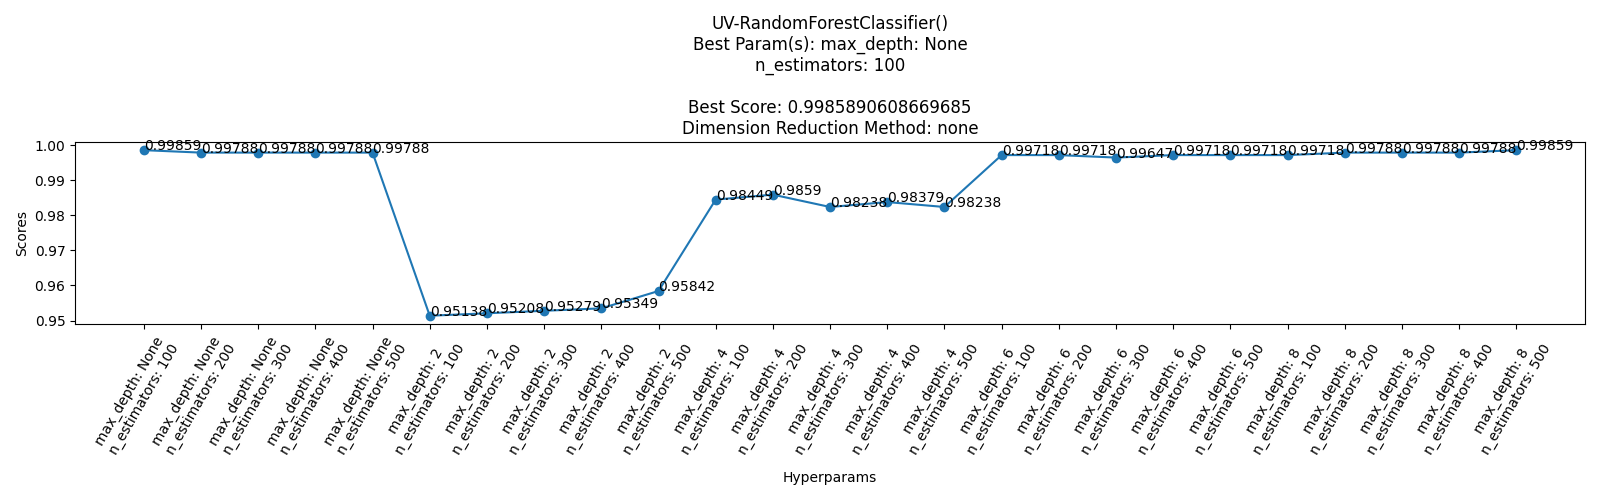 UV-RandomForestClassifier()
Best Param(s): max_depth: None
n_estimators: 100
Best Score: 0.9985890608669685
Dimension Reduction Method: none
Scores
1.00
0.99
0.98
0.97
0.96
0.95
0.99859
0.99788
0.99788
0.99788
0.99788
0.95138
0.95208
0.95279
0.95349
0.95842
0.98449
0.9859
0.98238
0.98379
0.98238
0.99718
0.99718
0.99647
0.99718
0.99718
0.99718
0.99788
0.99788
0.99788
0.99859
max_depth: None
n_estimators: 100
max_depth: None
n_estimators: 200
max_depth: None
n_estimators: 300
max_depth: None
n_estimators: 400
max_depth: None
n_estimators: 500
max_depth: 2
n_estimators: 100
max_depth: 2
n_estimators: 200
max_depth: 2
n_estimators: 300
max_depth: 2
n_estimators: 400
max_depth: 2
n_estimators: 500
max_depth: 4
n_estimators: 100
max_depth: 4
n_estimators: 200
max_depth: 4
n_estimators: 300
max_depth: 4
n_estimators: 400
max_depth: 4
n_estimators: 500
max_depth: 6
n_estimators: 100
max_depth: 6
n_estimators: 200
max_depth: 6
n_estimators: 300
max_depth: 6
n_estimators: 400
max_depth: 6
n_estimators: 500
max_depth: 8
n_estimators: 100
max_depth: 8
n_estimators: 200
max_depth: 8
n_estimators: 300
max_depth: 8
n_estimators: 400
max_depth: 8
n_estimators: 500
Hyperparams